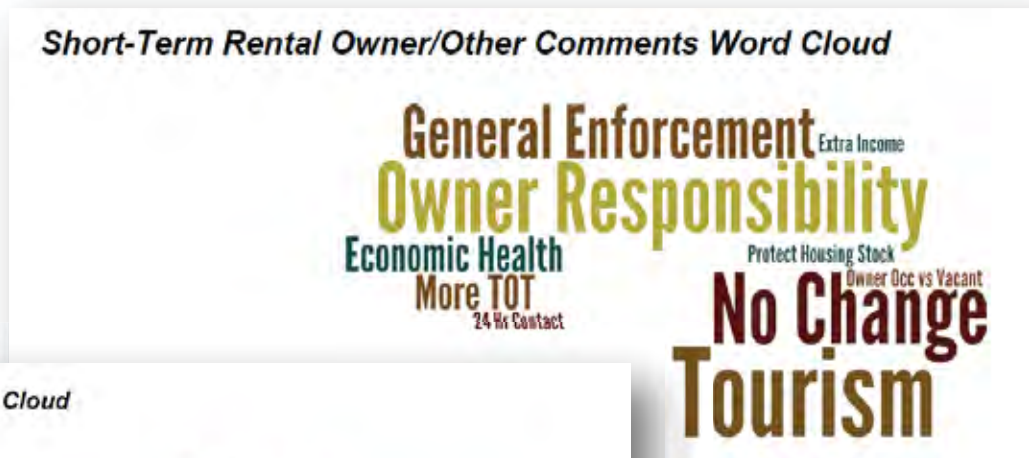 Short-Term Rental Owner/Other Comments Word Cloud
General Enforcement
Extra Income
Owner Responsibility
Economic Health
Protect Housing Stock
More TOT
Owner Occ vs Vacant
24 Hr Contact
No Change
Tourism
Cloud